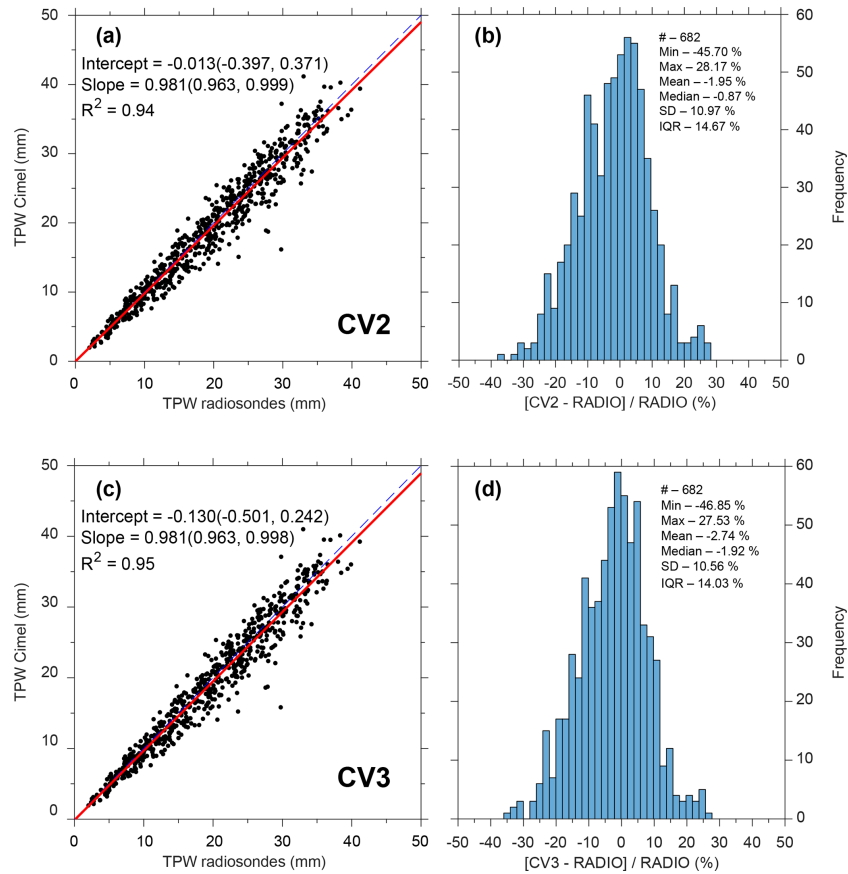 (a)
Intercept = -0.013(-0.397, 0.371)
Slope = 0.981(0.963, 0.999)
R² = 0.94
CV2
50
40
30
20
10
0
TPW Cimel (mm)
0 10 20 30 40 50
TPW radiosondes (mm)
(b)
# – 682
Min – -45.70 %
Max – 28.17 %
Mean – -1.95 %
Median – -0.87 %
SD – 10.97 %
IQR – 14.67 %
60
50
40
30
20
10
0
Frequency
-50 -40 -30 -20 -10 0 10 20 30 40 50
[CV2 - RADIO] / RADIO (%)
(c)
Intercept = -0.130(-0.501, 0.242)
Slope = 0.981(0.963, 0.998)
R² = 0.95
CV3
50
40
30
20
10
0
TPW Cimel (mm)
0 10 20 30 40 50
TPW radiosondes (mm)
(d)
# – 682
Min – -46.85 %
Max – 27.53 %
Mean – -2.74 %
Median – -1.92 %
SD – 10.56 %
IQR – 14.03 %
60
50
40
30
20
10
0
Frequency
-50 -40 -30 -20 -10 0 10 20 30 40 50
[CV3 - RADIO] / RADIO (%)